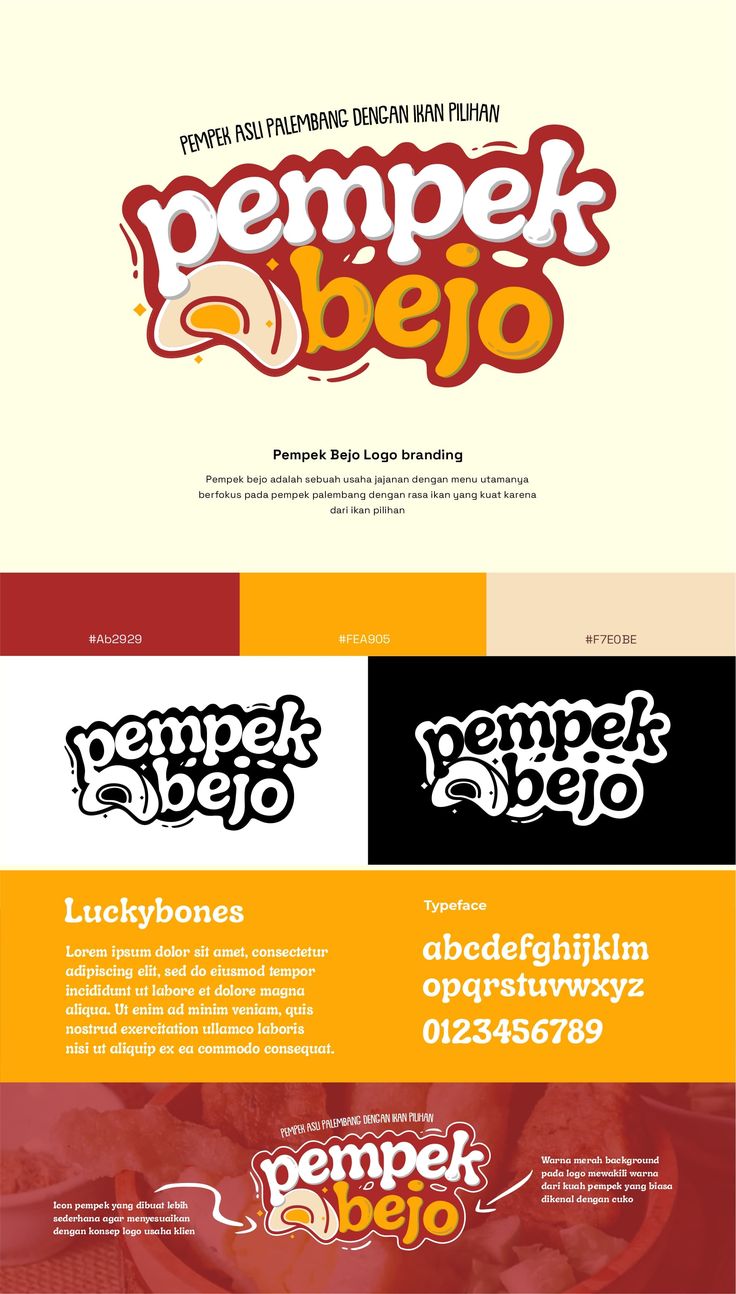 PEMPEK ASLI PALEMBANG DENGAN IKAN PILIHAN
pempek
bejo
Pempek Bejo Logo branding
Pempek bejo adalah sebuah usaha jajanan dengan menu utamanya
berfokus pada pempek palembang dengan rasa ikan yang kuat karena
dari ikan pilihan
#Ab2929
#FEA905
#F7E0BE
pempek
bejo
pempek
bejo
Luckybones
Lorem ipsum dolor sit amet, consectetur
adipiscing elit, sed do eiusmod tempor
incididunt ut labore et dolore magna
aliqua. Ut enim ad minim veniam, quis
nostrud exercitation ullamco laboris
nisi ut aliquip ex ea commodo consequat.
Typeface
abcdefghijklm
opqrstuvwxyz
0123456789
PEMPEK ASLI PALEMBANG DENGAN IKAN PILIHAN
pempek
bejo
Icon pempek yang dibuat lebih
sederhana agar menyesuaikan
dengan konsep logo usaha klien
Warna merah background
pada logo mewakili warna
dari kuah pempek yang biasa
dikenal dengan cuko